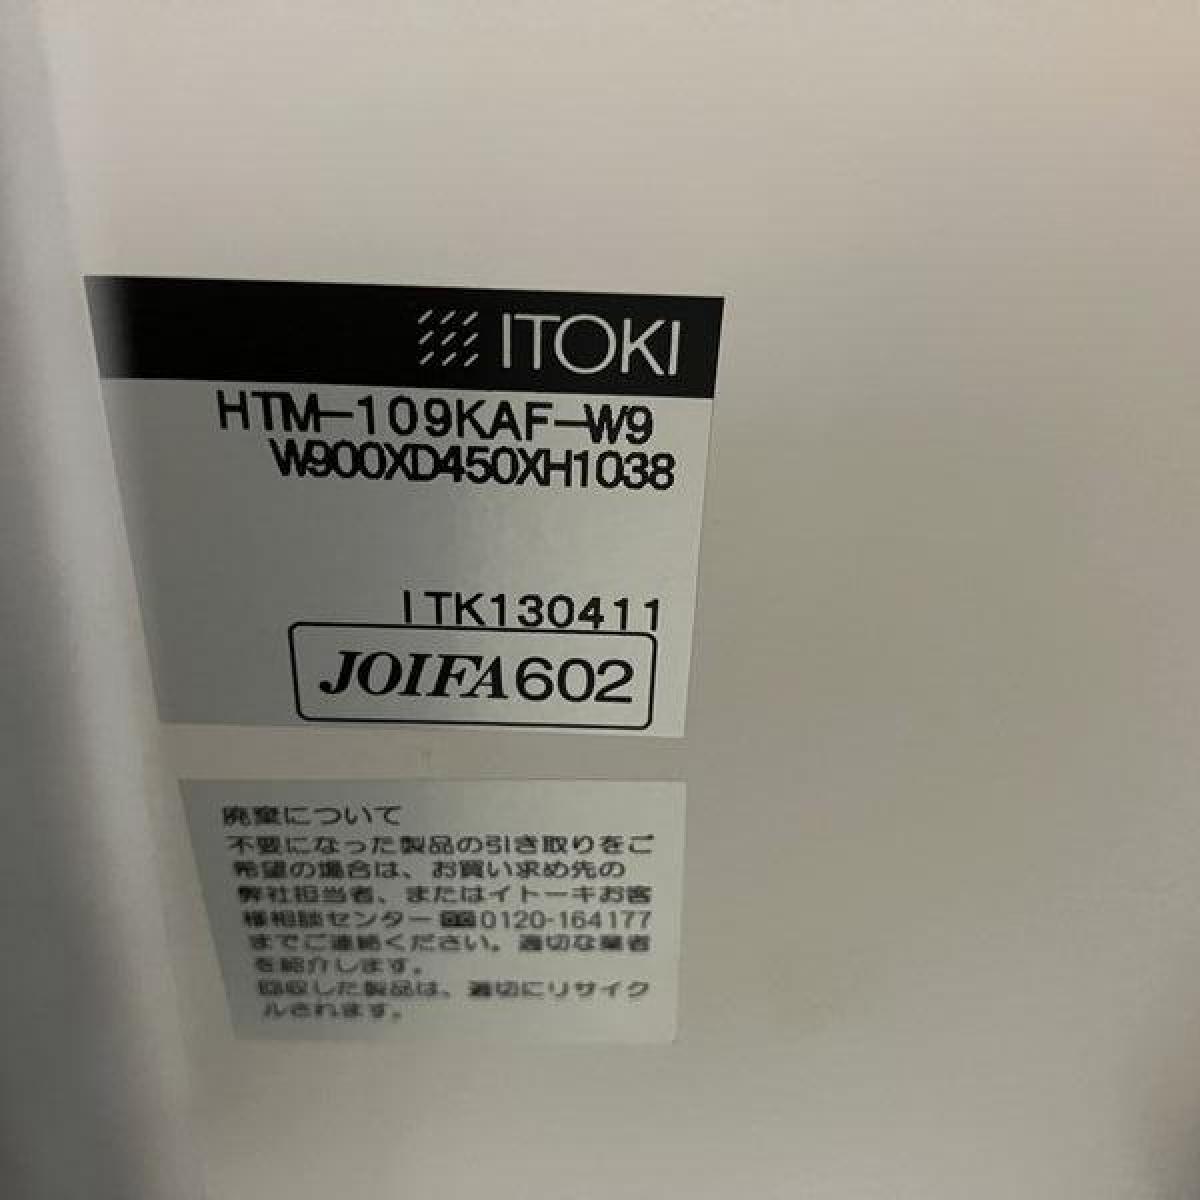 ITOKI
HTM-109KAF-W9
W900XD450XH1038
ITK130411
JOIFA602
廃棄について
不要になった製品の引き取りをご
希望の場合は、お買い求め先の
弊社担当者、またはイトーキお客
様相談センター 0120-164177
までご連絡ください。適切な業者
を紹介します。
回収した製品は、適切にリサイク
ルされます。